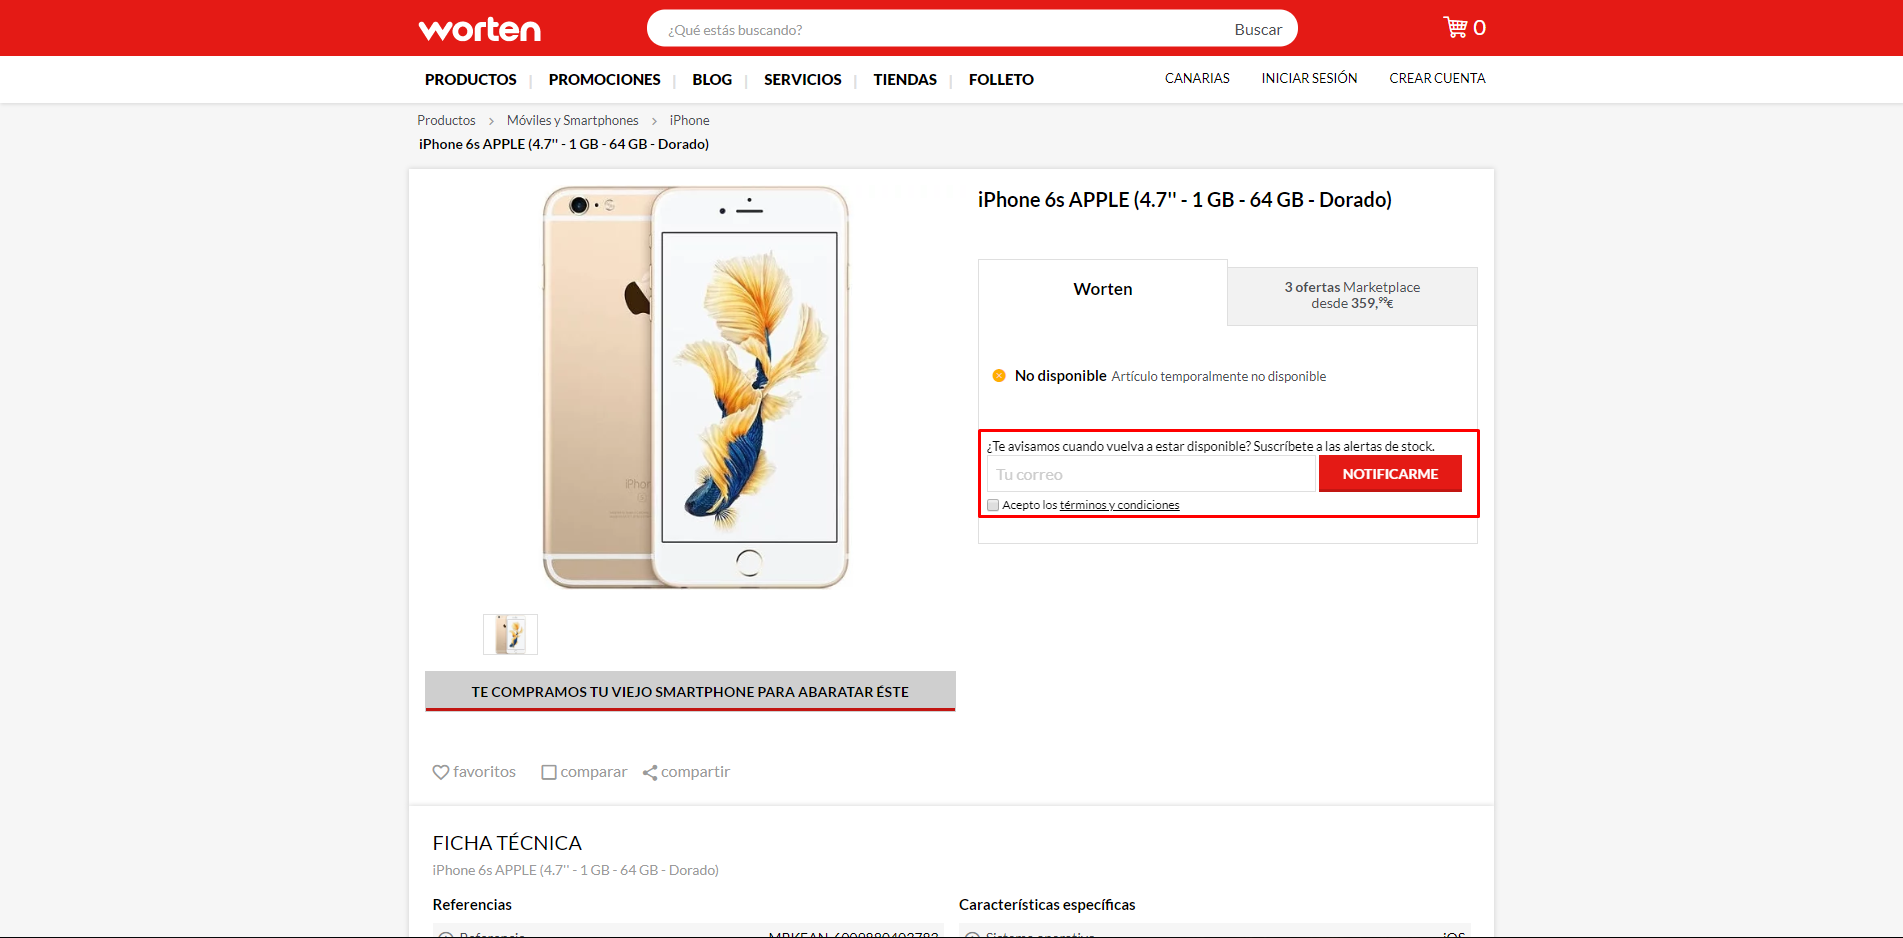 worten
¿Qué estás buscando?
Buscar
0
PRODUCTOS | PROMOCIONES | BLOG | SERVICIOS | TIENDAS | FOLLETO
CANARIAS INICIAR SESIÓN CREAR CUENTA
Productos > Móviles y Smartphones > iPhone
iPhone 6s APPLE (4.7'' - 1 GB - 64 GB - Dorado)
iPhone 6s APPLE (4.7'' - 1 GB - 64 GB - Dorado)
Worten
3 ofertas Marketplace
desde 359,99€
No disponible Artículo temporalmente no disponible
¿Te avisamos cuando vuelva a estar disponible? Suscríbete a las alertas de stock.
Tu correo
NOTIFICARME
Acepto los términos y condiciones
TE COMPRAMOS TU VIEJO SMARTPHONE PARA ABARATAR ÉSTE
favoritos comparar compartir
FICHA TÉCNICA
iPhone 6s APPLE (4.7'' - 1 GB - 64 GB - Dorado)
Referencias
Características específicas
Referencia
Sistema operativo
iOS